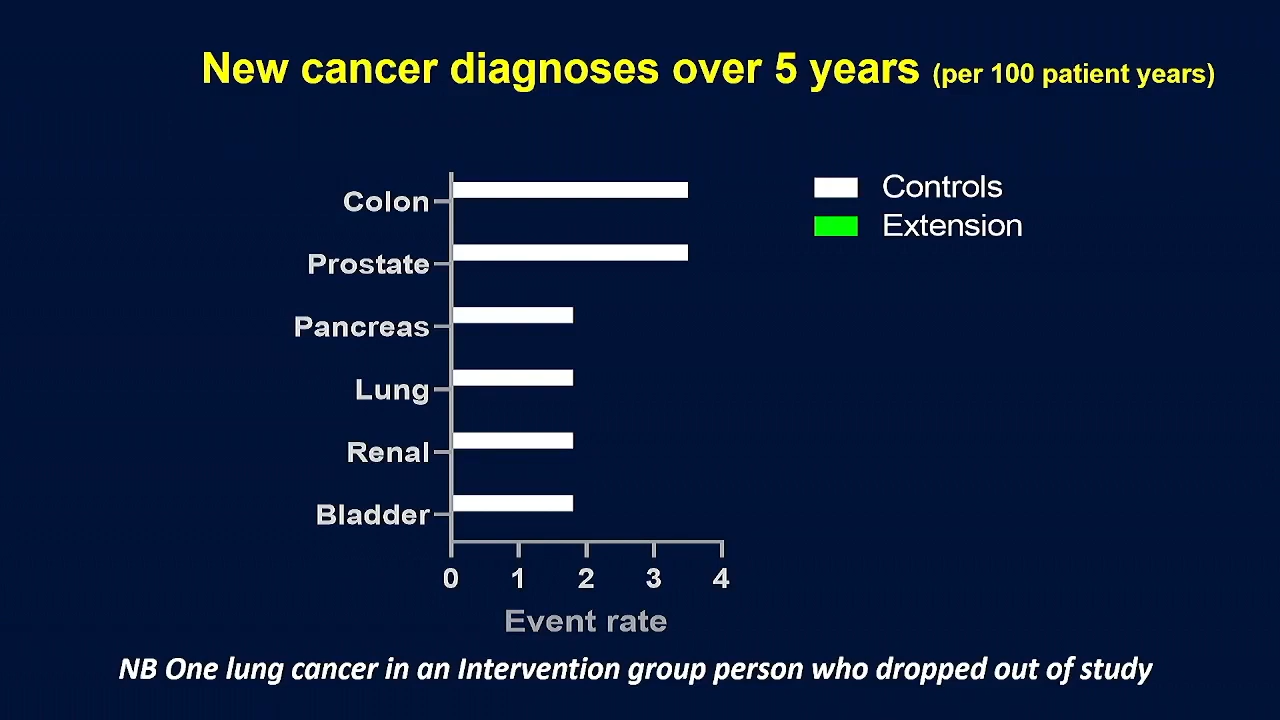 New cancer diagnoses over 5 years (per 100 patient years)
Controls
Extension
Colon
Prostate
Pancreas
Lung
Renal
Bladder
0 1 2 3 4
Event rate
NB One lung cancer in an Intervention group person who dropped out of study